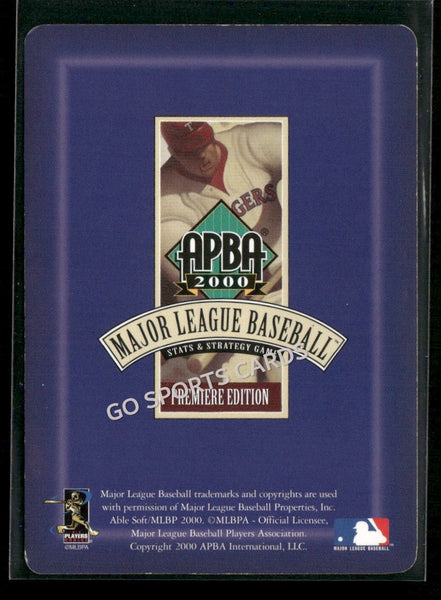 T
GERS
APBA®
2000
MAJOR LEAGUE BASEBALL™
STATS & STRATEGY GAME
GO SPORTS CARDS
PREMIERE EDITION
Major League Baseball trademarks and copyrights are used
with permission of Major League Baseball Properties, Inc.
Able Soft/MLBP 2000. ©MLBPA - Official Licensee,
Major League Baseball Players Association.
Copyright 2000 APBA International, LLC.
PLAYERS
©MLBPA
MAJOR LEAGUE BASEBALL™